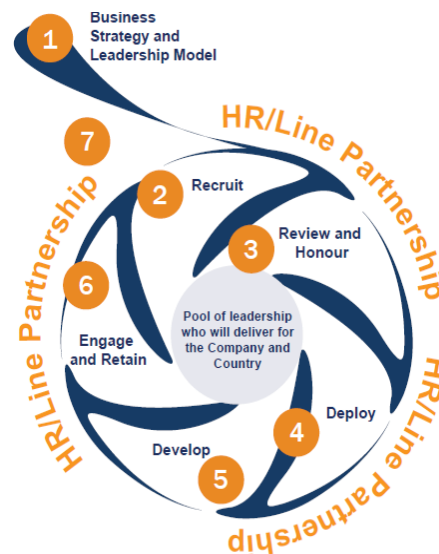 1
Business
Strategy and
Leadership Model
HR/Line Partnership
7
2
Recruit
3
Review and
Honour
HR/Line Partnership
6
Engage
and Retain
Pool of leadership
who will deliver for
the Company and
Country
4
Deploy
Develop
5
HR/Line Partnership